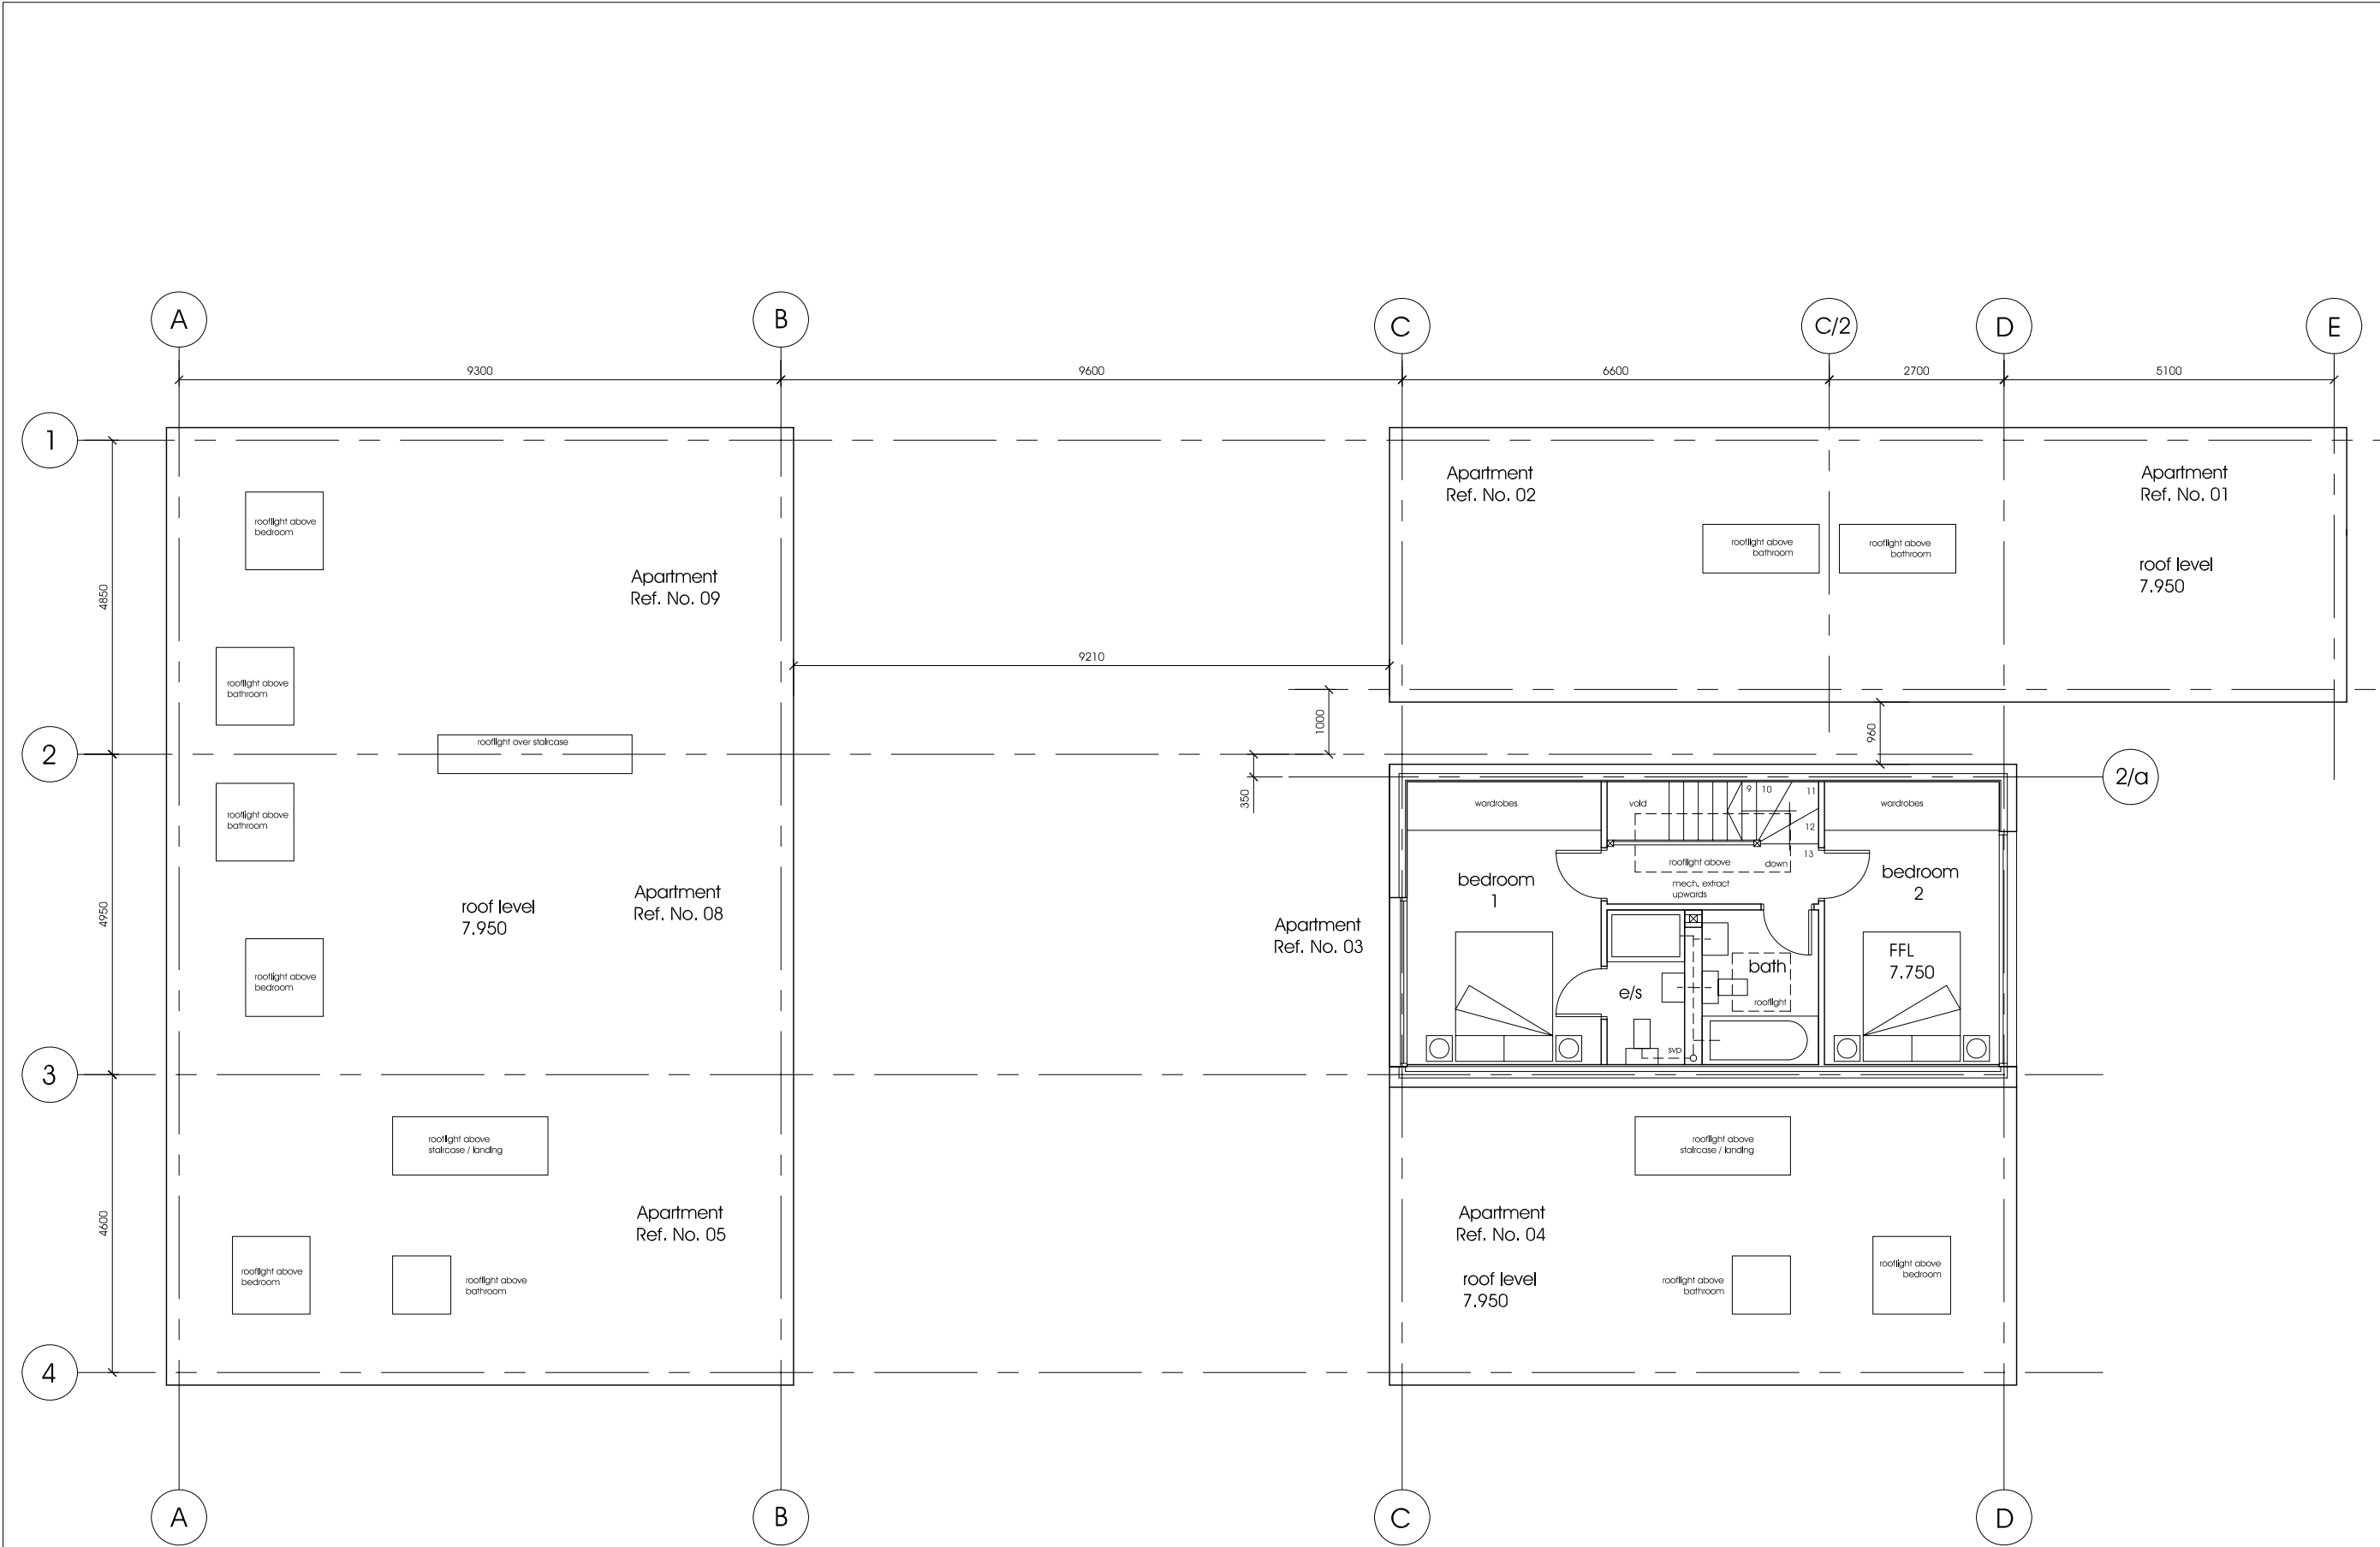 A
B
C
C/2
D
E
9300
9600
6600
2700
5100
1
2
3
4
4850
4950
4600
rooflight above
bedroom
Apartment
Ref. No. 09
rooflight above
bathroom
rooflight over staircase
rooflight above
bathroom
roof level
7.950
Apartment
Ref. No. 08
rooflight above
bedroom
rooflight above
staircase / landing
Apartment
Ref. No. 05
rooflight above
bedroom
rooflight above
bathroom
9210
1000
350
960
Apartment
Ref. No. 02
rooflight above
bathroom
rooflight above
bathroom
Apartment
Ref. No. 01
roof level
7.950
2/a
Apartment
Ref. No. 03
wardrobes
void
9
10
11
12
13
wardrobes
rooflight above
down
mech. extract
upwards
bedroom
1
bedroom
2
FFL
7.750
bath
rooflight
e/s
svp
rooflight above
staircase / landing
Apartment
Ref. No. 04
roof level
7.950
rooflight above
bathroom
rooflight above
bedroom
A
B
C
D